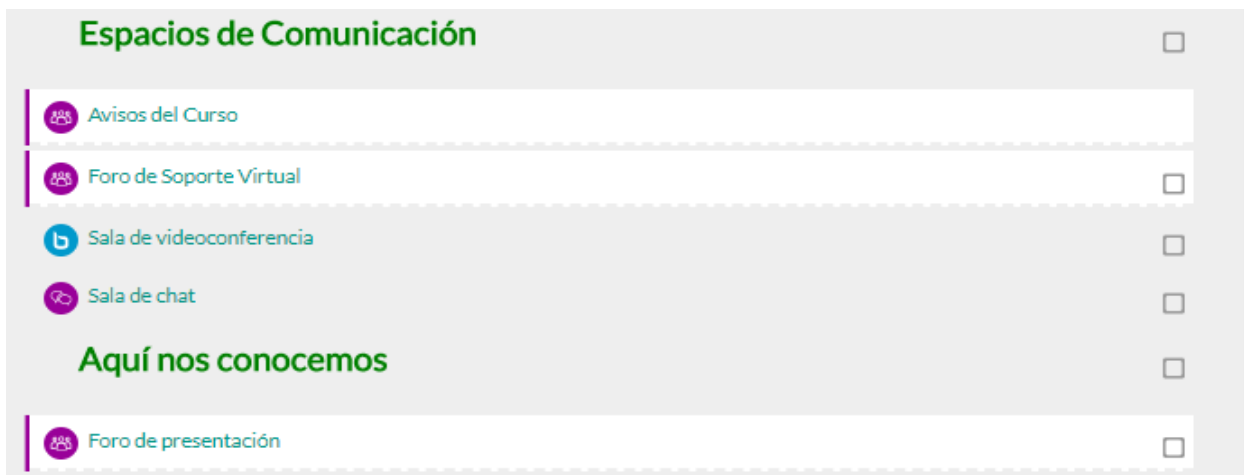 Espacios de Comunicación
Avisos del Curso
Foro de Soporte Virtual
Sala de videoconferencia
Sala de chat
Aquí nos conocemos
Foro de presentación